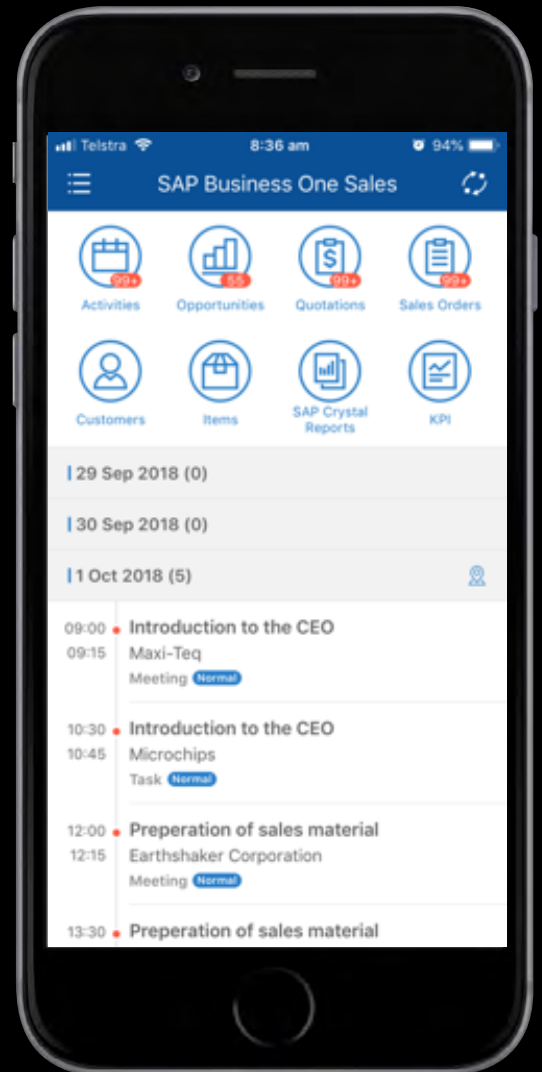 Telstra 8:36 am 94%
SAP Business One Sales
99+ 55 99+ 99+
Activities Opportunities Quotations Sales Orders
Customers Items SAP Crystal Reports KPI
29 Sep 2018 (0)
30 Sep 2018 (0)
1 Oct 2018 (5)
09:00 Introduction to the CEO
09:15 Maxi-Teq
Meeting Normal
10:30 Introduction to the CEO
10:45 Microchips
Task Normal
12:00 Preperation of sales material
12:15 Earthshaker Corporation
Meeting Normal
13:30 Preperation of sales material